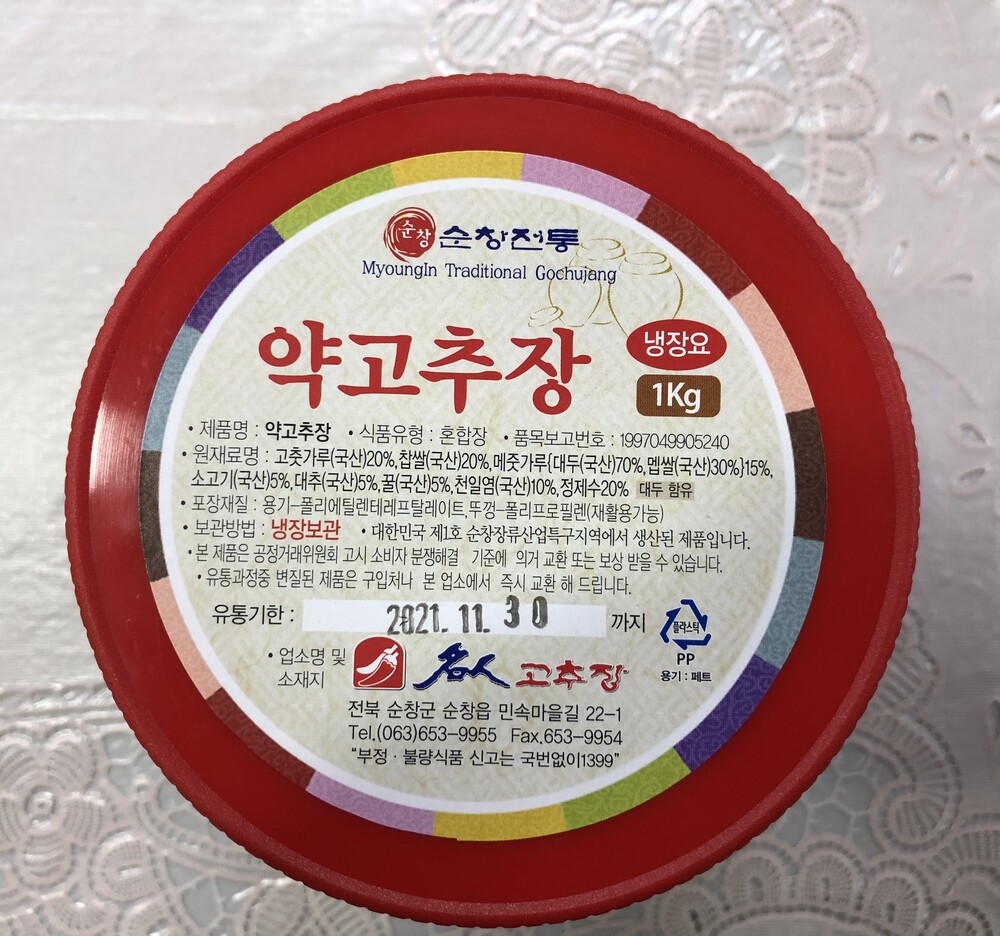 순창 순창전통
MyoungIn Traditional Gochujang
약고추장 냉장요
1Kg
• 제품명 : 약고추장 • 식품유형 : 혼합장 • 품목보고번호 : 1997049905240
• 원재료명 : 고춧가루(국산)20%,찹쌀(국산)20%,메줏가루{대두(국산)70%,멥쌀(국산)30%}15%,
소고기(국산)5%,대추(국산)5%,꿀(국산)5%,천일염(국산)10%,정제수20% 대두 함유
• 포장재질 : 용기-폴리에틸렌테레프탈레이트,뚜껑-폴리프로필렌(재활용가능)
• 보관방법 : 냉장보관 • 대한민국 제1호 순창장류산업특구지역에서 생산된 제품입니다.
• 본 제품은 공정거래위원회 고시 소비자 분쟁해결 기준에 의거 교환 또는 보상 받을 수 있습니다.
• 유통과정중 변질된 제품은 구입처나 본 업소에서 즉시 교환 해 드립니다.
유통기한 : 2021. 11. 30 까지
플라스틱
PP
용기 : 페트
• 업소명 및
소재지
名人 고추장
전북 순창군 순창읍 민속마을길 22-1
Tel.(063)653-9955 Fax.653-9954
“부정 · 불량식품 신고는 국번없이1399”